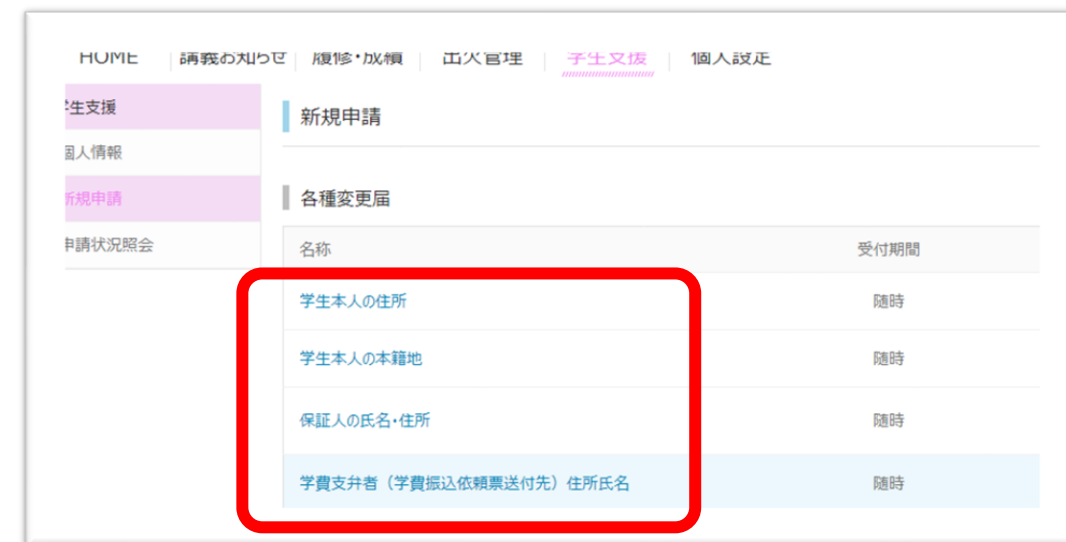 HOME 講義お知らせ 履修・成績 出欠管理 学生支援 個人設定
学生支援
個人情報
新規申請
申請状況照会
新規申請
各種変更届
名称 受付期間
学生本人の住所 随時
学生本人の本籍地 随時
保証人の氏名・住所 随時
学費支弁者（学費振込依頼票送付先）住所氏名 随時